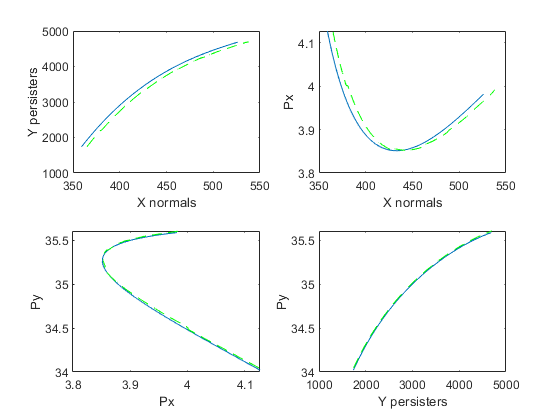 5000
4000
3000
2000
1000
Y persisters
350 400 450 500 550
X normals
4.1
4
3.9
3.8
Px
350 400 450 500 550
X normals
35.5
35
34.5
34
Py
3.8 3.9 4 4.1
Px
35.5
35
34.5
34
Py
1000 2000 3000 4000 5000
Y persisters